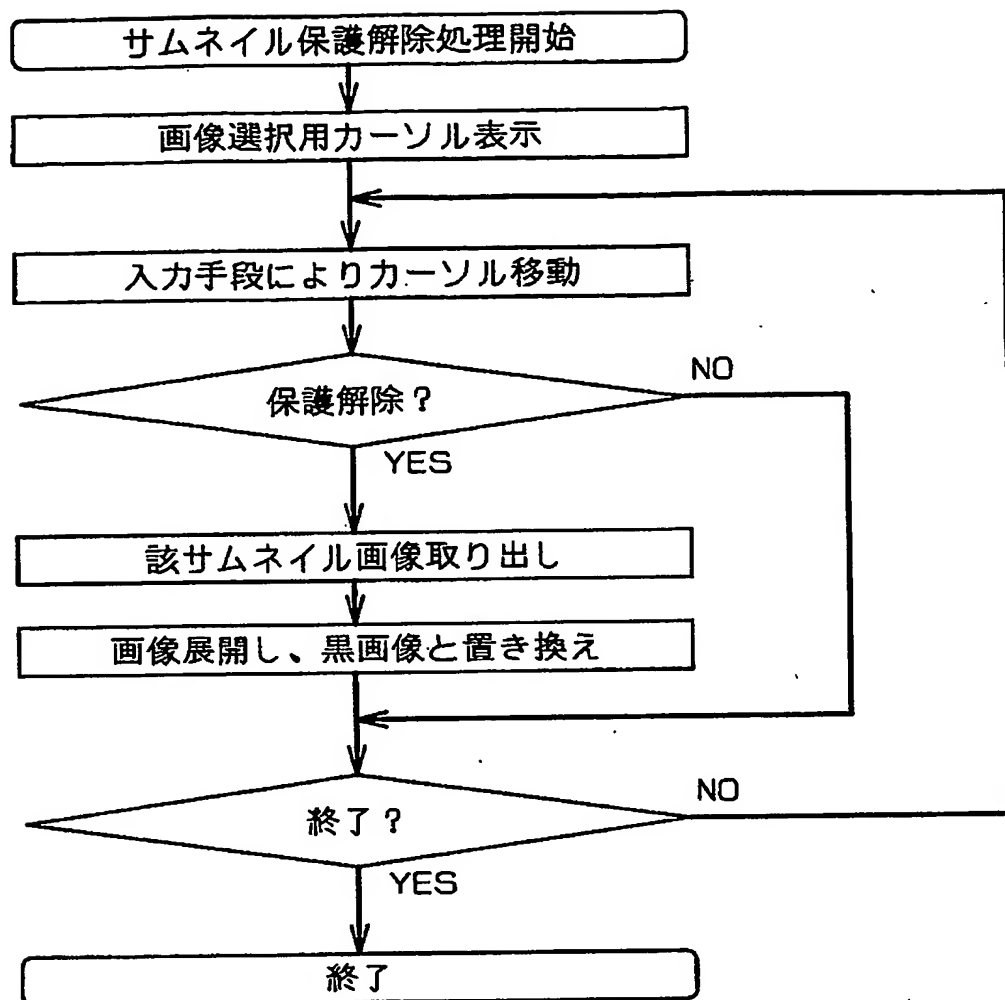 サムネイル保護解除処理開始
画像選択用カーソル表示
入力手段によりカーソル移動
保護解除？
NO
YES
該サムネイル画像取り出し
画像展開し、黒画像と置き換え
終了？
NO
YES
終了